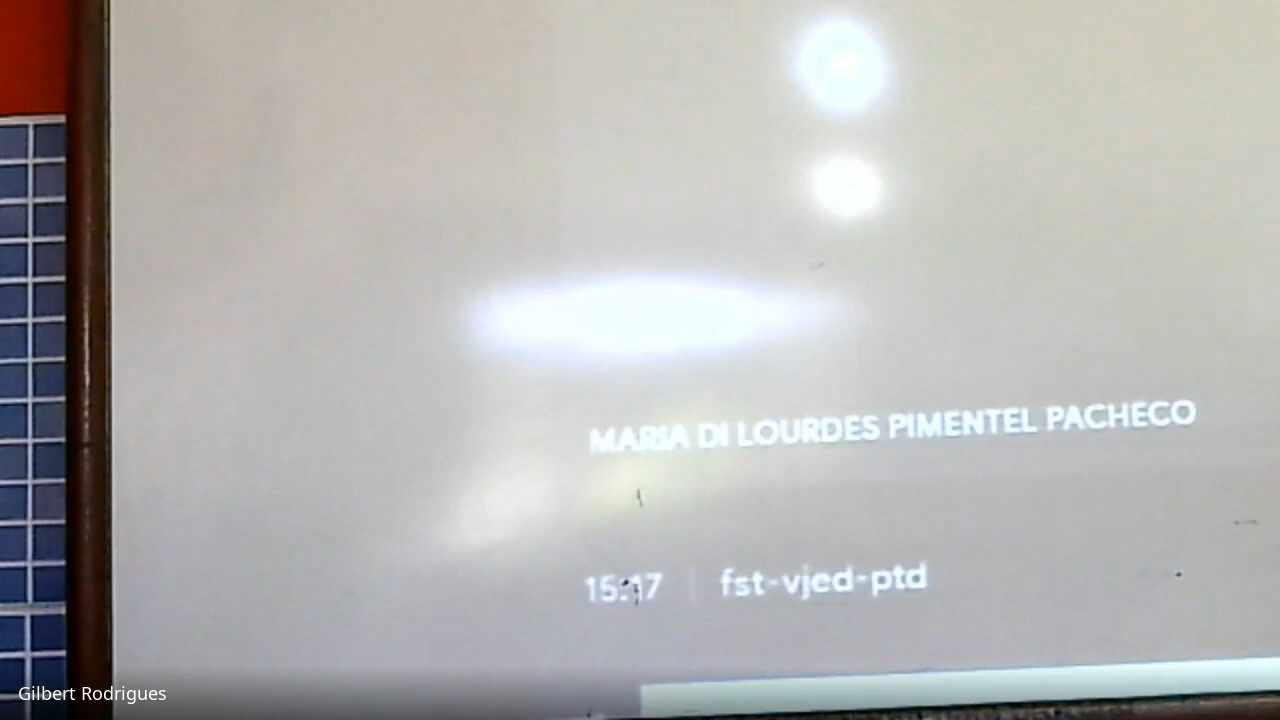 MARIA DI LOURDES PIMENTEL PACHECO
15:17 fst-vjed-ptd
Gilbert Rodrigues